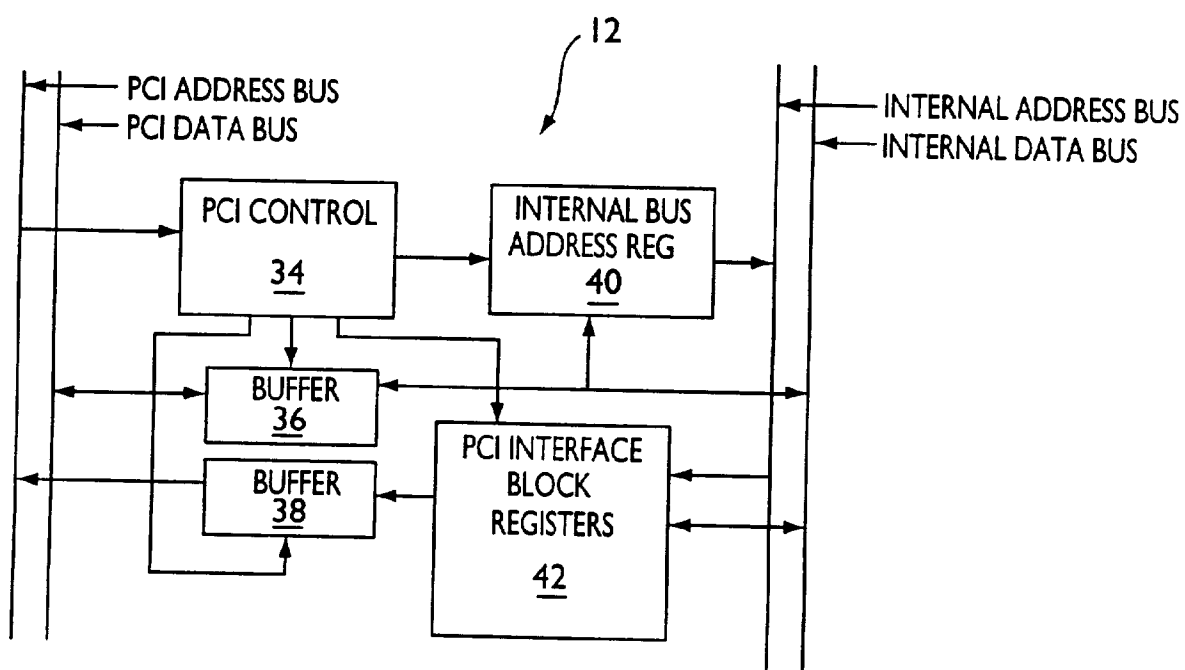 12
PCI ADDRESS BUS
PCI DATA BUS
INTERNAL ADDRESS BUS
INTERNAL DATA BUS
PCI CONTROL
34
INTERNAL BUS
ADDRESS REG
40
BUFFER
36
BUFFER
38
PCI INTERFACE
BLOCK
REGISTERS
42